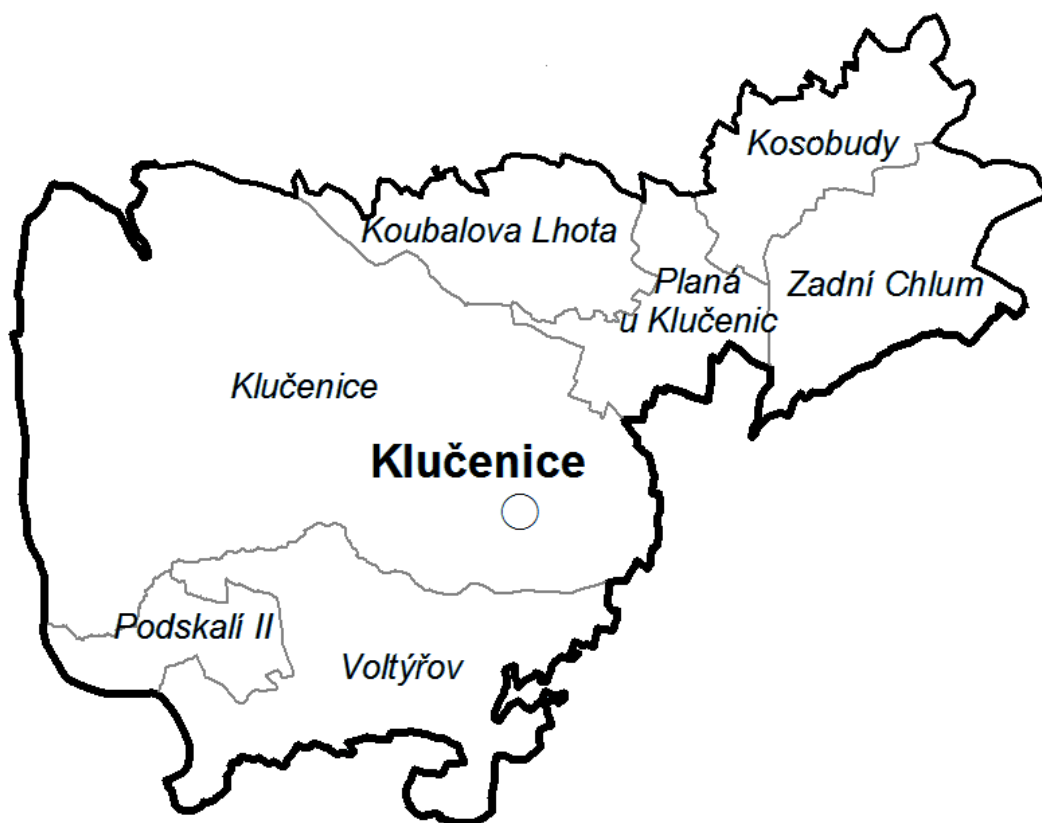 Kosobudy
Koubalova Lhota
Planá
u Klučenic
Zadní Chlum
Klučenice
Klučenice
Podskalí II
Voltýřov